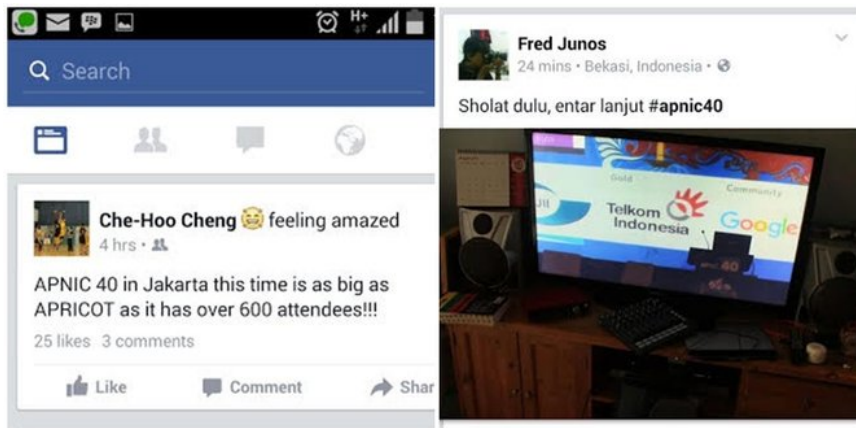 H+
Search
Che-Hoo Cheng feeling amazed
4 hrs •
APNIC 40 in Jakarta this time is as big as
APRICOT as it has over 600 attendees!!!
25 likes 3 comments
Like Comment Shar
Fred Junos
24 mins • Bekasi, Indonesia •
Sholat dulu, entar lanjut #apnic40
Gold Community
Telkom
Indonesia
Google
40